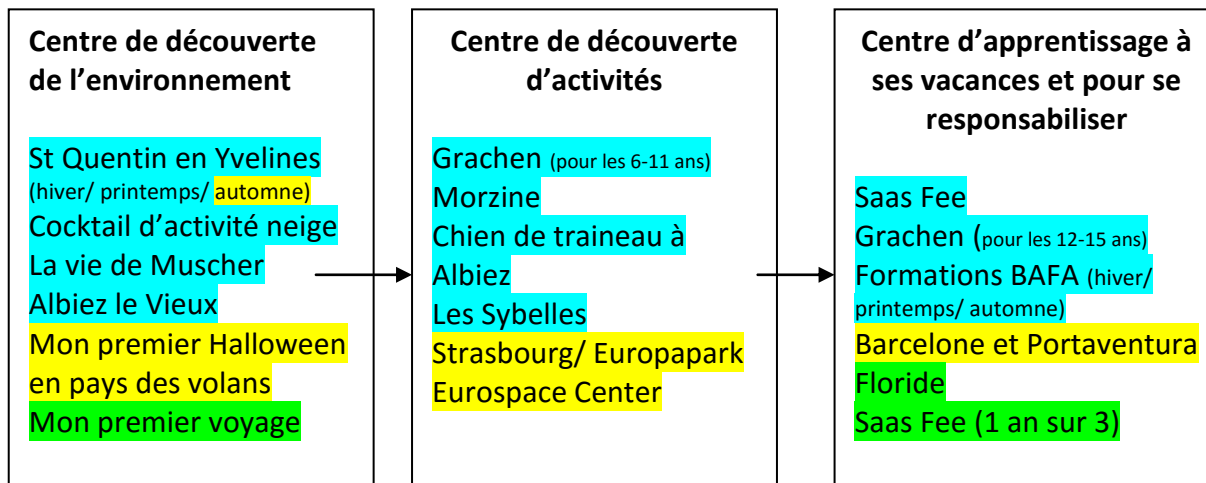 Centre de découverte
de l’environnement
St Quentin en Yvelines
(hiver/ printemps/ automne)
Cocktail d’activité neige
La vie de Muscher
Albiez le Vieux
Mon premier Halloween
en pays des volans
Mon premier voyage
Centre de découverte
d’activités
Grachen (pour les 6-11 ans)
Morzine
Chien de traineau à
Albiez
Les Sybelles
Strasbourg/ Europapark
Eurospace Center
Centre d’apprentissage à
ses vacances et pour se
responsabiliser
Saas Fee
Grachen (pour les 12-15 ans)
Formations BAFA (hiver/
printemps/ automne)
Barcelone et Portaventura
Floride
Saas Fee (1 an sur 3)